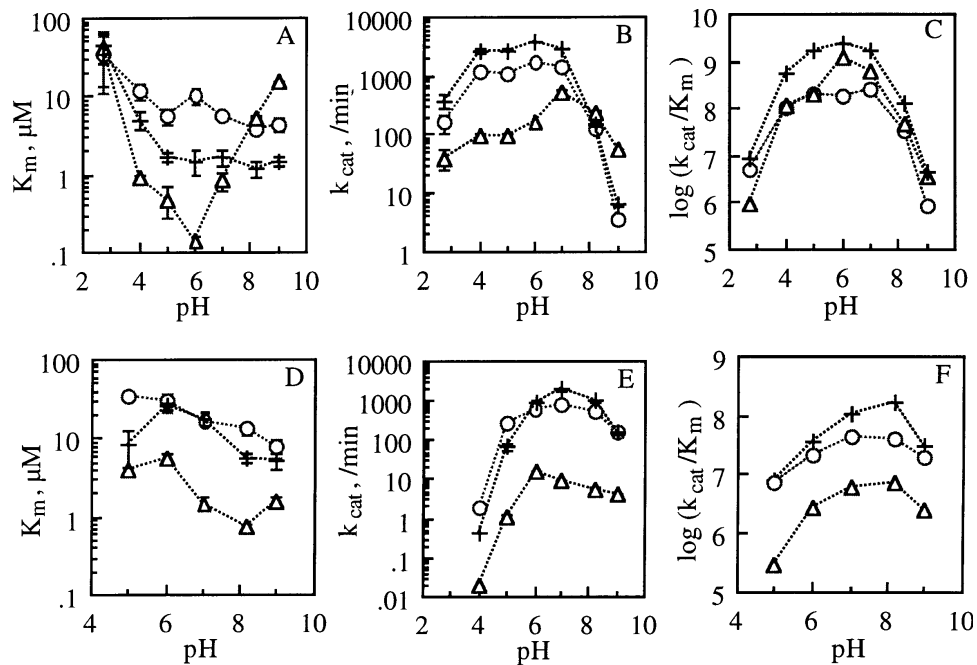 A
K_m, μM
100
10
1
.1
2 4 6 8 10
pH
B
k_cat, /min
10000
1000
100
10
1
2 4 6 8 10
pH
C
log (k_cat/K_m)
10
9
8
7
6
5
2 4 6 8 10
pH
D
K_m, μM
100
10
1
.1
4 6 8 10
pH
E
k_cat, /min
10000
1000
100
10
1
.1
.01
2 4 6 8 10
pH
F
log (k_cat/K_m)
9
8
7
6
5
4 6 8 10
pH